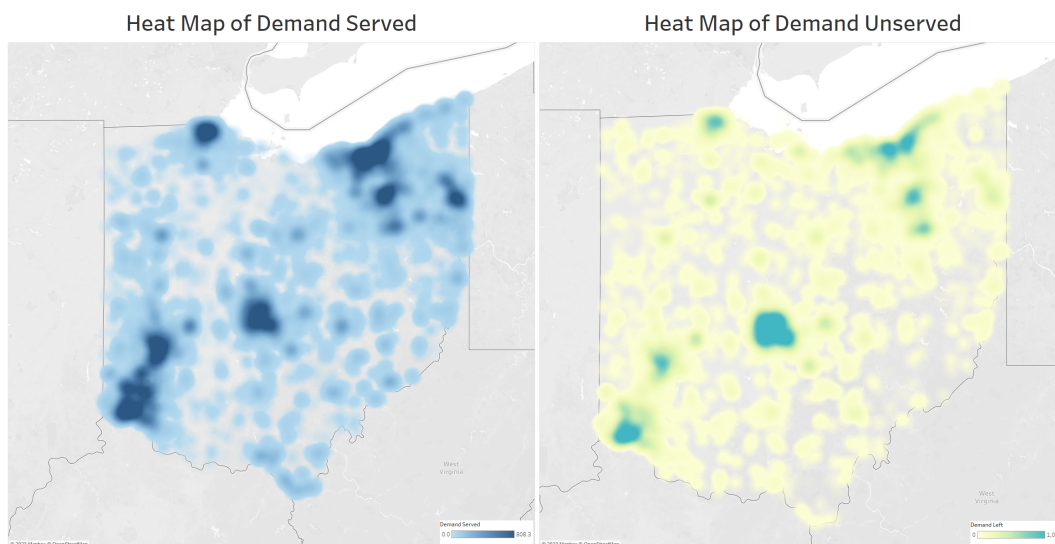 Heat Map of Demand Served
Heat Map of Demand Unserved
West
Virginia
Demand Served
0.0
808.3
West
Virginia
Demand Left
0
1.0